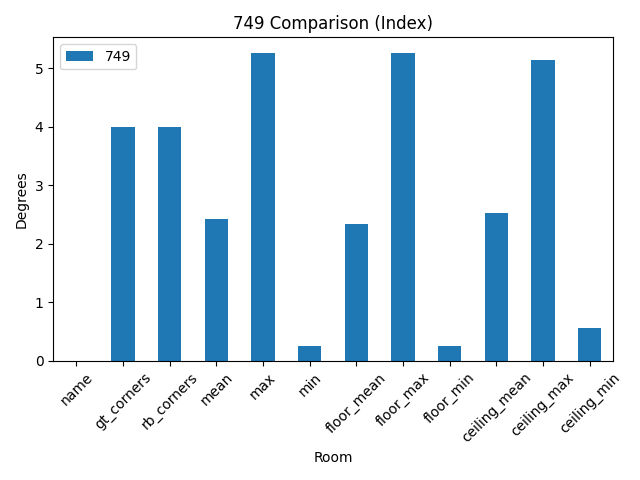 749 Comparison (Index)
749
Degrees
5
4
3
2
1
0
name
gt_corners
rb_corners
mean
max
min
floor_mean
floor_max
floor_min
ceiling_mean
ceiling_max
ceiling_min
Room